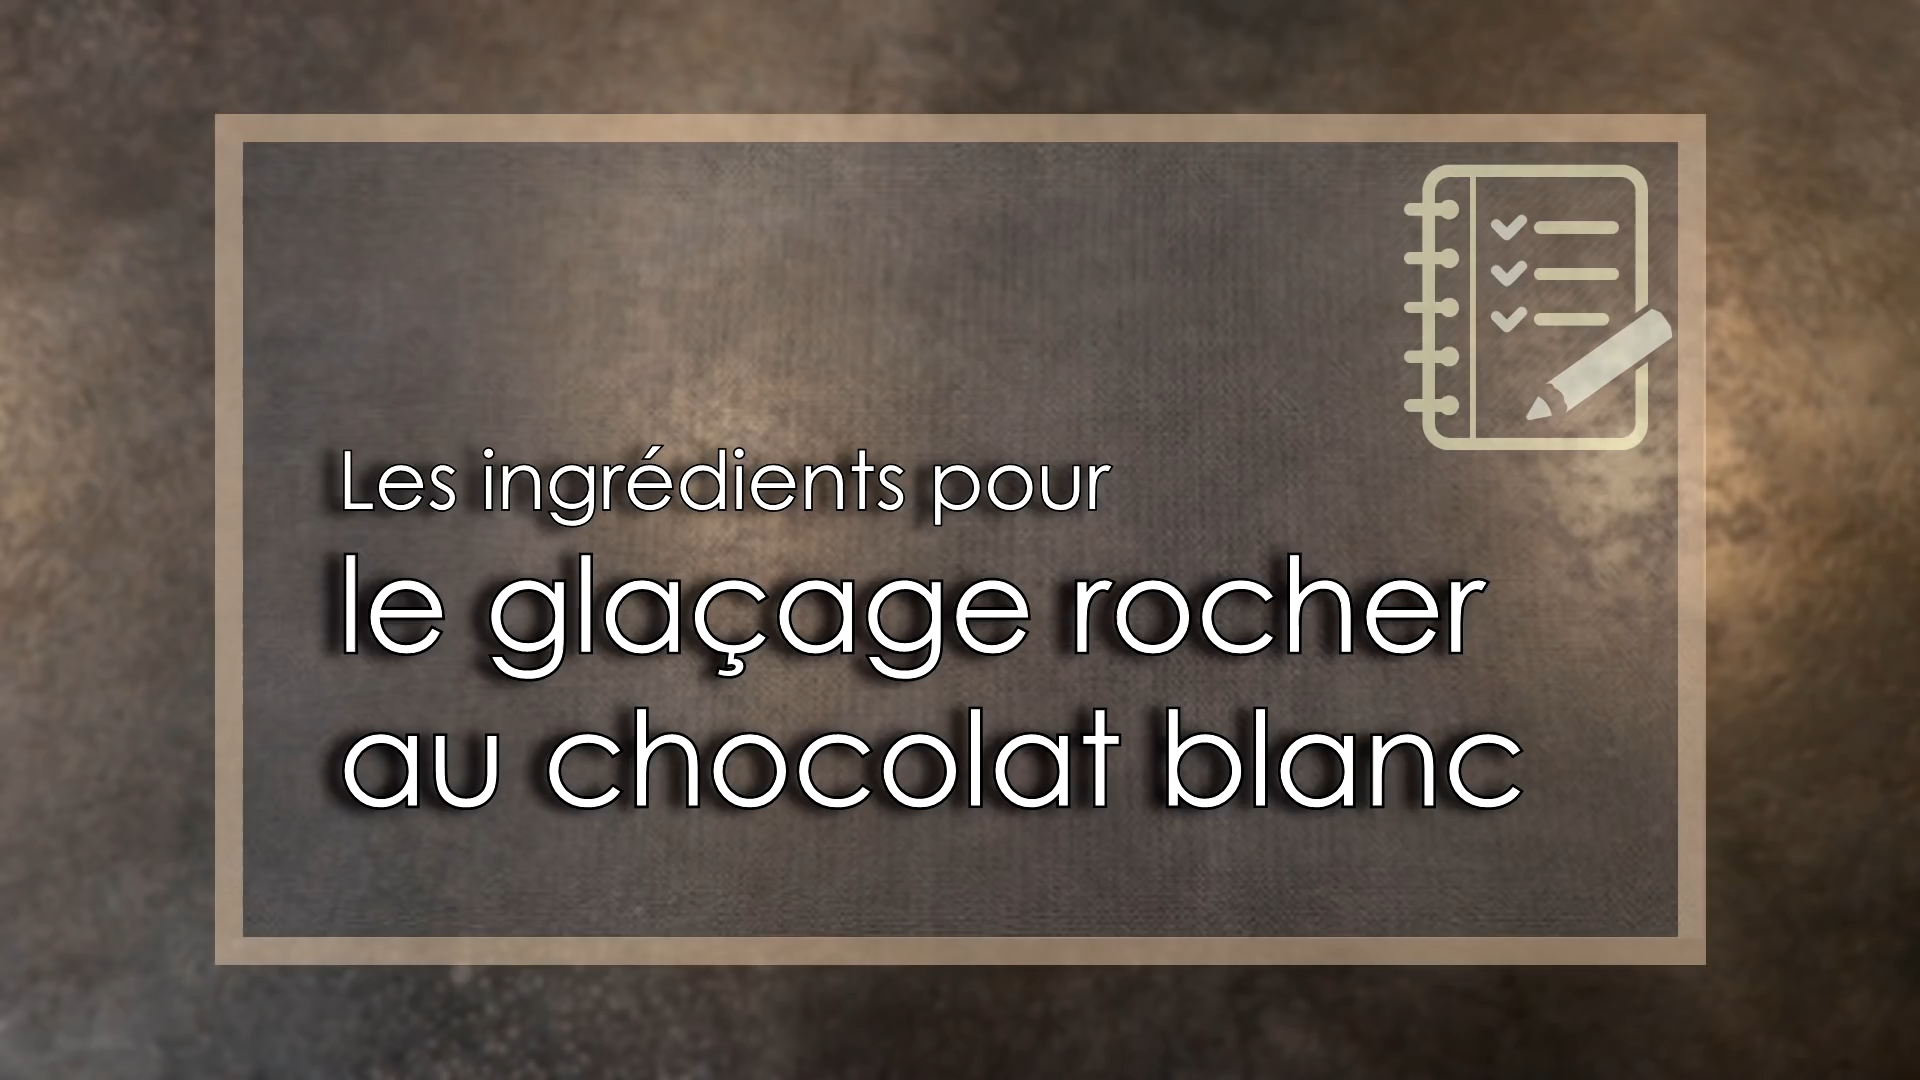 Les ingrédients pour
le glaçage rocher
au chocolat blanc